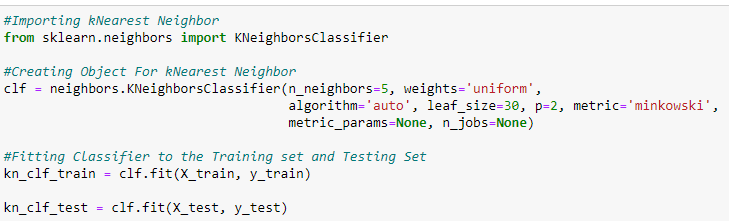 #Importing kNearest Neighbor
from sklearn.neighbors import KNeighborsClassifier
#Creating Object For kNearest Neighbor
clf = neighbors.KNeighborsClassifier(n_neighbors=5, weights='uniform',
algorithm='auto', leaf_size=30, p=2, metric='minkowski',
metric_params=None, n_jobs=None)
#Fitting Classifier to the Training set and Testing Set
kn_clf_train = clf.fit(X_train, y_train)
kn_clf_test = clf.fit(X_test, y_test)